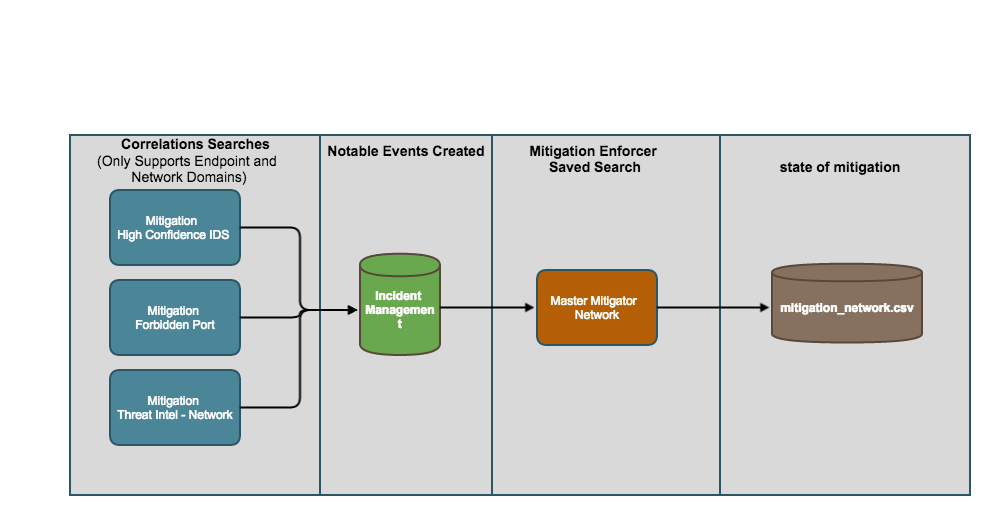 Correlations Searches
(Only Supports Endpoint and
Network Domains)
Notable Events Created
Mitigation Enforcer
Saved Search
state of mitigation
Mitigation
High Confidence IDS
Mitigation
Forbidden Port
Mitigation
Threat Intel - Network
Incident
Managemen
t
Master Mitigator
Network
mitigation_network.csv